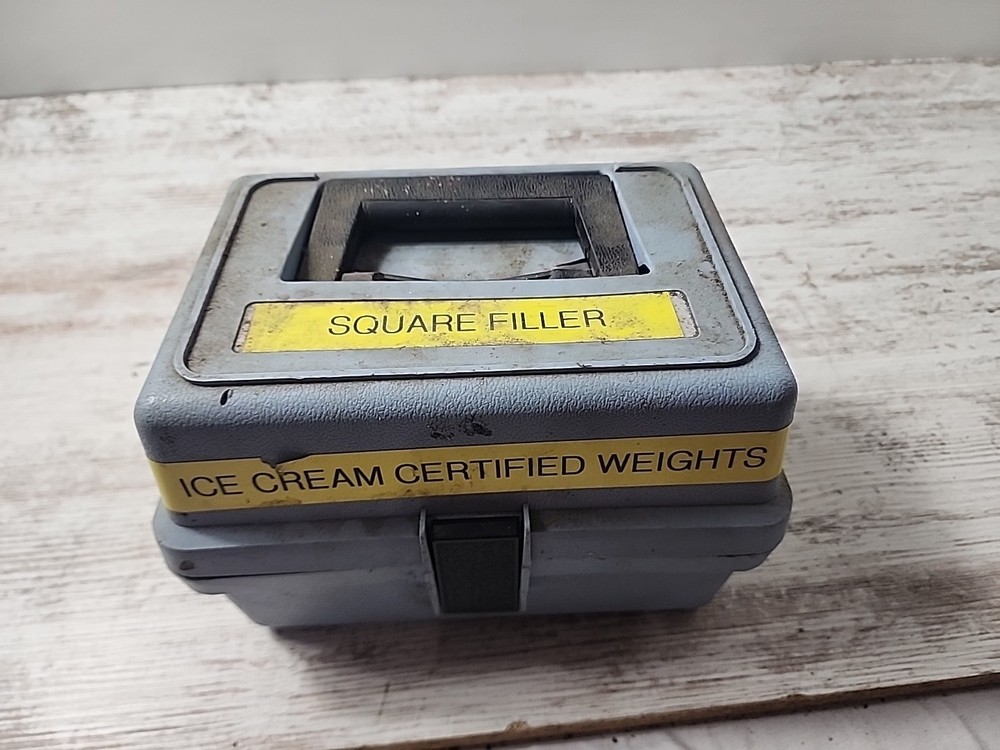 SQUARE FILLER
ICE CREAM CERTIFIED WEIGHTS